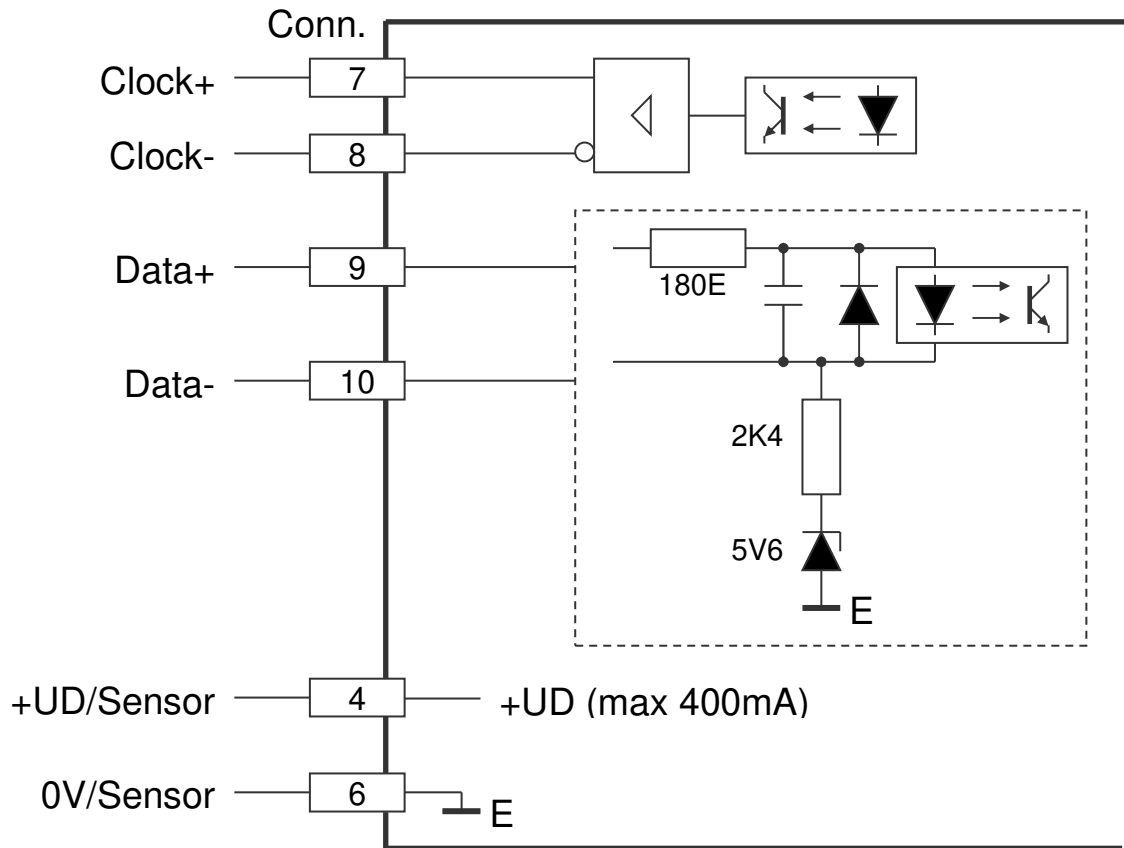 Conn.
Clock+ 7
Clock- 8
Data+ 9
180E
Data- 10
2K4
5V6
E
+UD/Sensor 4 +UD (max 400mA)
0V/Sensor 6 E